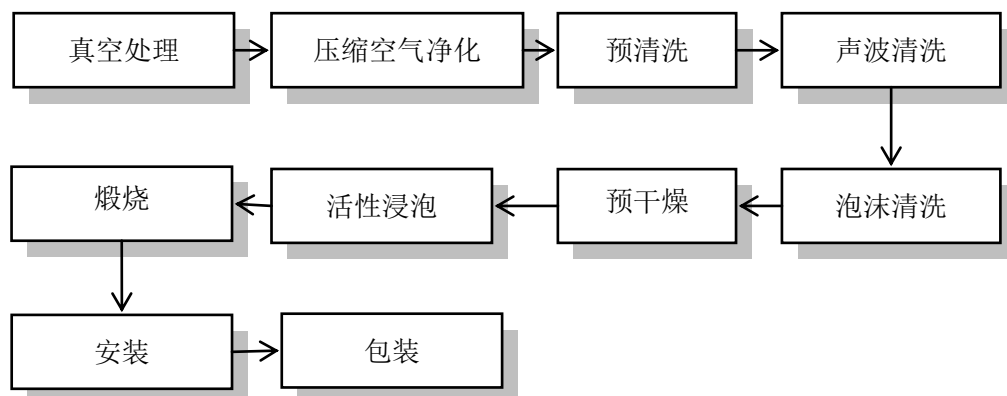 真空处理
压缩空气净化
预清洗
声波清洗
泡沫清洗
预干燥
活性浸泡
煅烧
安装
包装